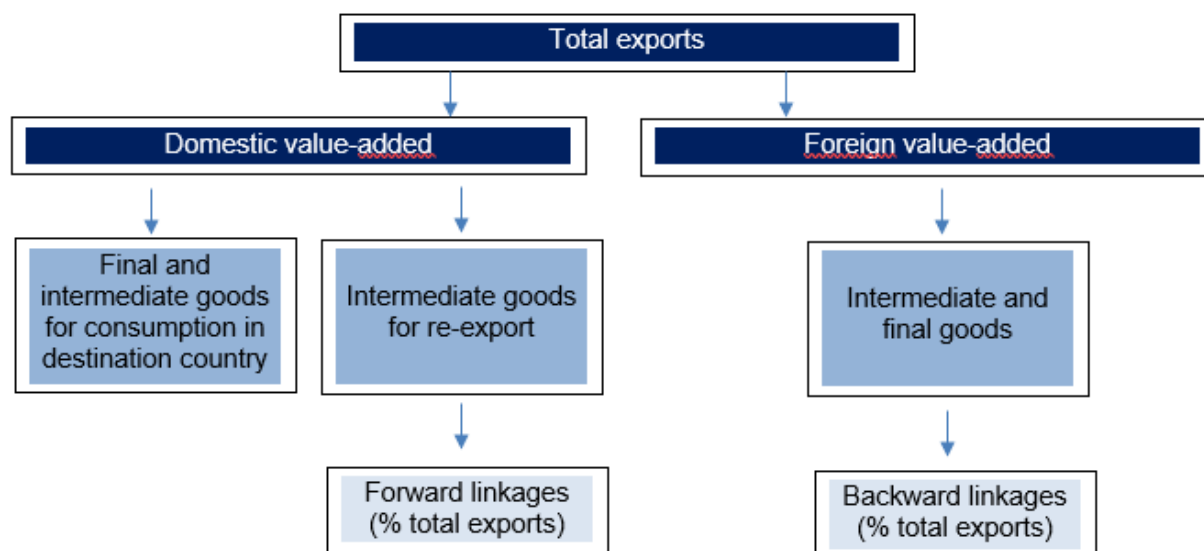 Total exports
Domestic value-added
Foreign value-added
Final and
intermediate goods
for consumption in
destination country
Intermediate goods
for re-export
Intermediate and
final goods
Forward linkages
(% total exports)
Backward linkages
(% total exports)